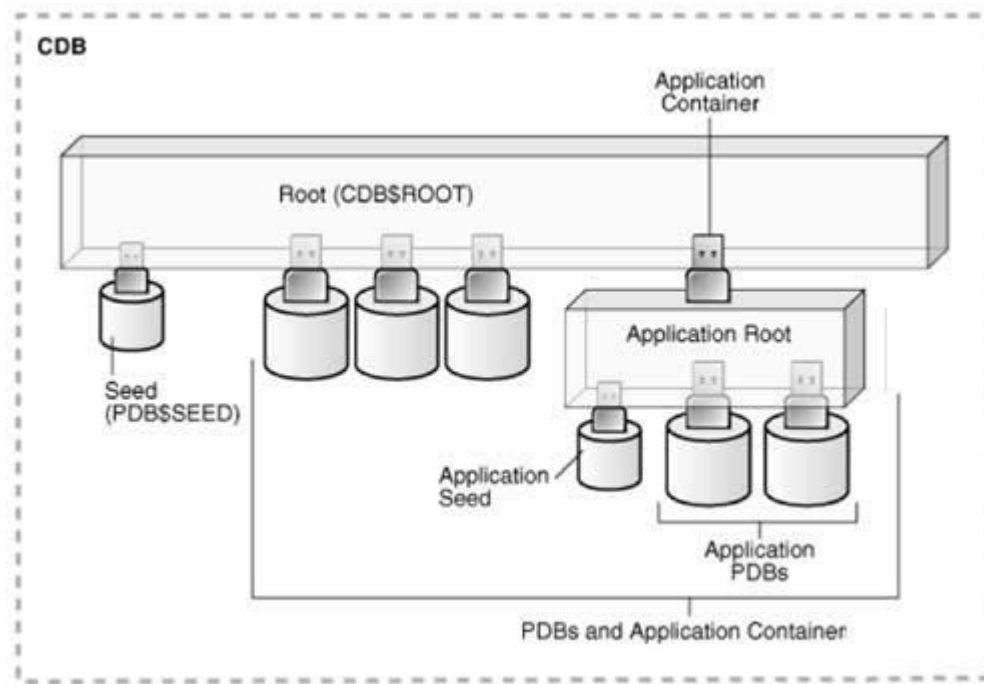 CDB
Application
Container
Root (CDB$ROOT)
Application Root
Seed
(PDB$SEED)
Application
Seed
Application
PDBs
PDBs and Application Container